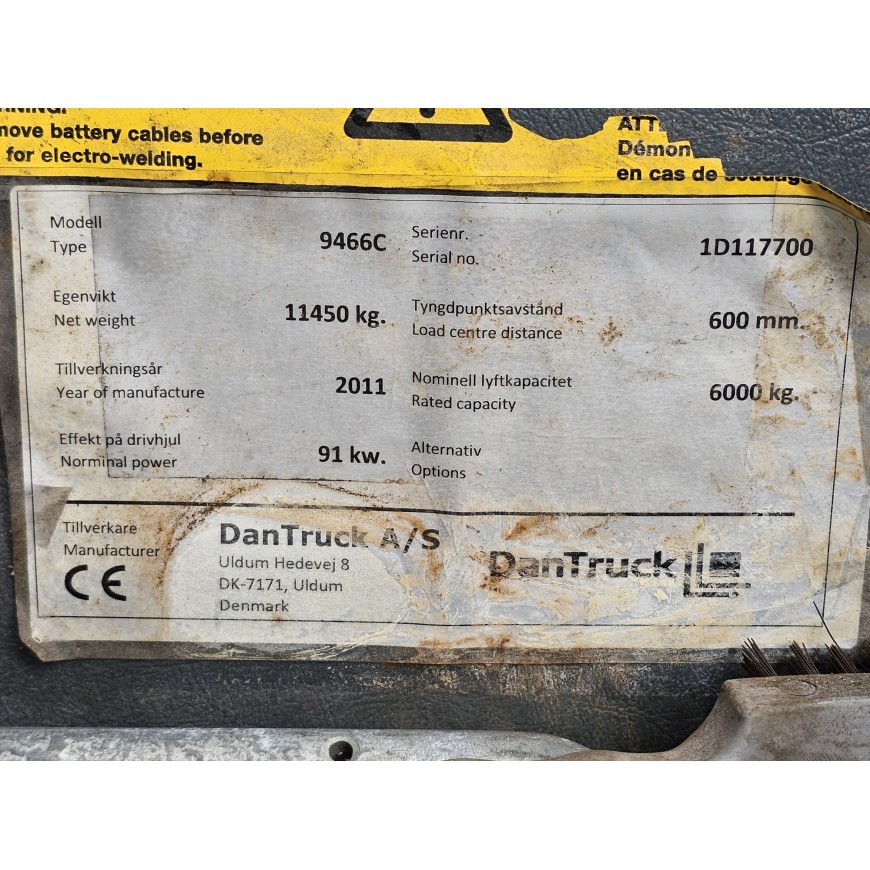 move battery cables before
for electro-welding.
Démon
en cas de soudage
Modell
Type
9466C
Serienr.
Serial no.
1D117700
Egenvikt
Net weight
11450 kg.
Tyngdpunktsavstånd
Load centre distance
600 mm.
Tillverkningsår
Year of manufacture
2011
Nominell lyftkapacitet
Rated capacity
6000 kg.
Effekt på drivhjul
Norminal power
91 kw.
Alternativ
Options
Tillverkare
Manufacturer
CE
DanTruck A/S
Uldum Hedevej 8
DK-7171, Uldum
Denmark
DanTruck